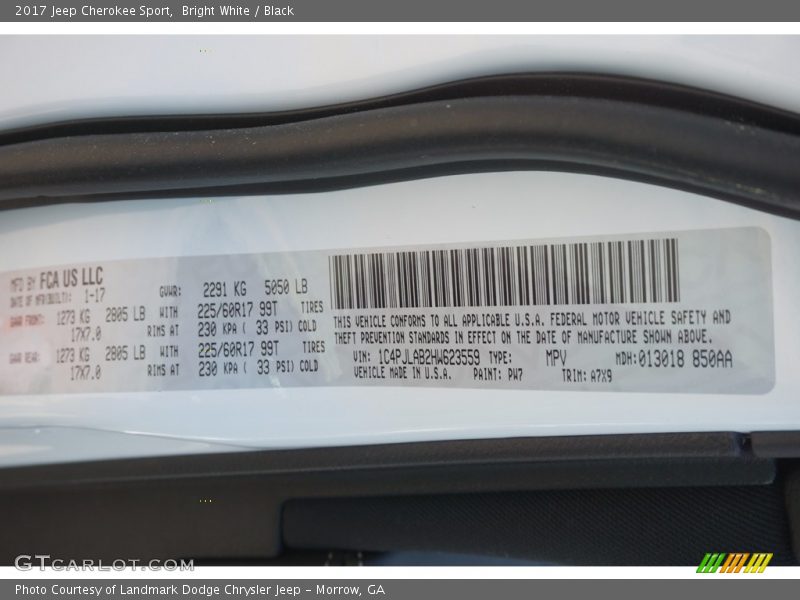 2017 Jeep Cherokee Sport, Bright White / Black
MFD BY FCA US LLC
DATE OF MFR(BUILT): 1-17 GVWR: 2291 KG 5050 LB
GAWR FRONT: 1273 KG 2805 LB WITH 225/60R17 99T TIRES
17X7.0 RIMS AT 230 KPA ( 33 PSI) COLD
GAWR REAR: 1273 KG 2805 LB WITH 225/60R17 99T TIRES
17X7.0 RIMS AT 230 KPA ( 33 PSI) COLD
THIS VEHICLE CONFORMS TO ALL APPLICABLE U.S.A. FEDERAL MOTOR VEHICLE SAFETY AND
THEFT PREVENTION STANDARDS IN EFFECT ON THE DATE OF MANUFACTURE SHOWN ABOVE.
VIN: 1C4PJLAB2HW623559 TYPE: MPV MDH: 013018 850AA
VEHICLE MADE IN U.S.A. PAINT: PW7 TRIM: A7X9
GTCARLOT.COM
Photo Courtesy of Landmark Dodge Chrysler Jeep - Morrow, GA